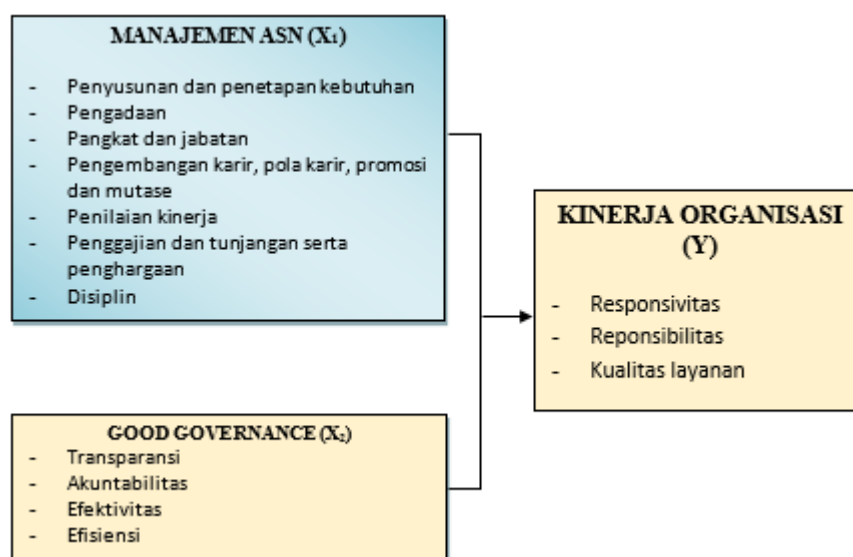 MANAJEMEN ASN (X₁)
- Penyusunan dan penetapan kebutuhan
- Pengadaan
- Pangkat dan jabatan
- Pengembangan karir, pola karir, promosi
dan mutase
- Penilaian kinerja
- Penggajian dan tunjangan serta
penghargaan
- Disiplin
GOOD GOVERNANCE (X₂)
- Transparansi
- Akuntabilitas
- Efektivitas
- Efisiensi
KINERJA ORGANISASI
(Y)
- Responsivitas
- Reponsibilitas
- Kualitas layanan